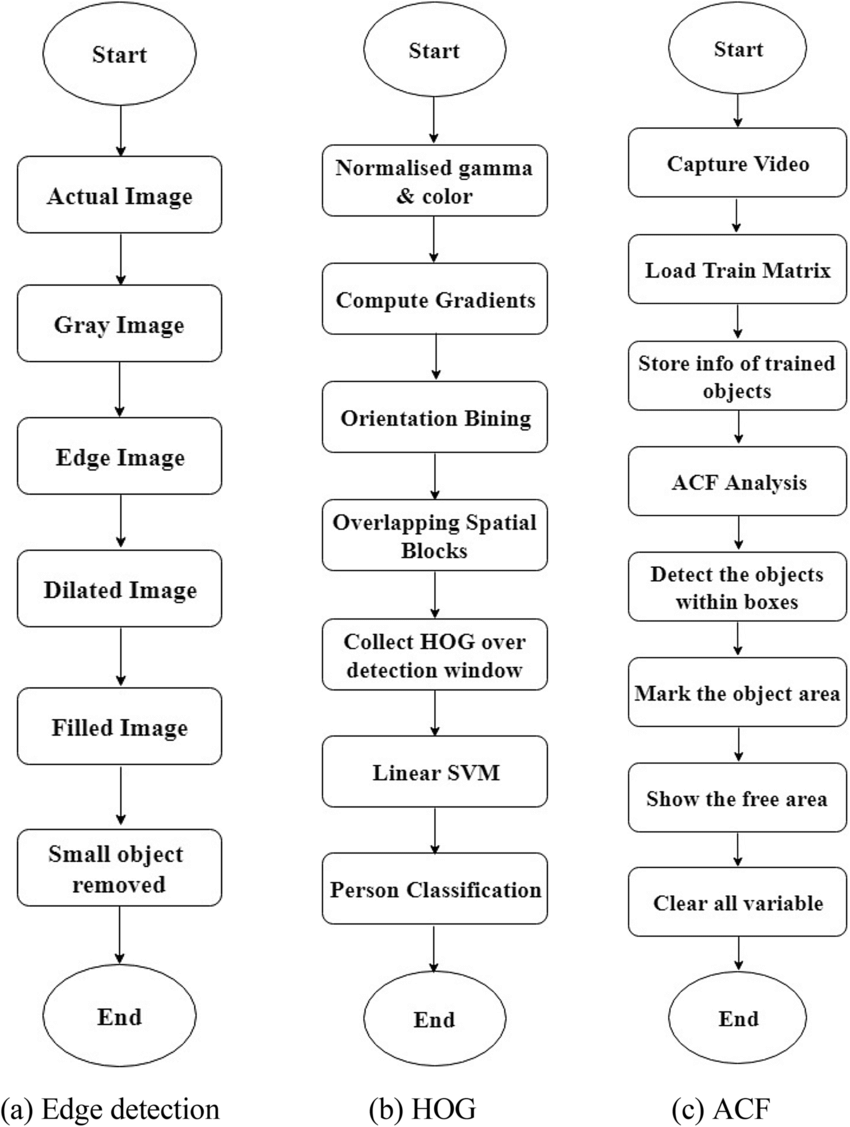 Start
Actual Image
Gray Image
Edge Image
Dilated Image
Filled Image
Small object
removed
End
(a) Edge detection
Start
Normalised gamma
& color
Compute Gradients
Orientation Bining
Overlapping Spatial
Blocks
Collect HOG over
detection window
Linear SVM
Person Classification
End
(b) HOG
Start
Capture Video
Load Train Matrix
Store info of trained
objects
ACF Analysis
Detect the objects
within boxes
Mark the object area
Show the free area
Clear all variable
End
(c) ACF